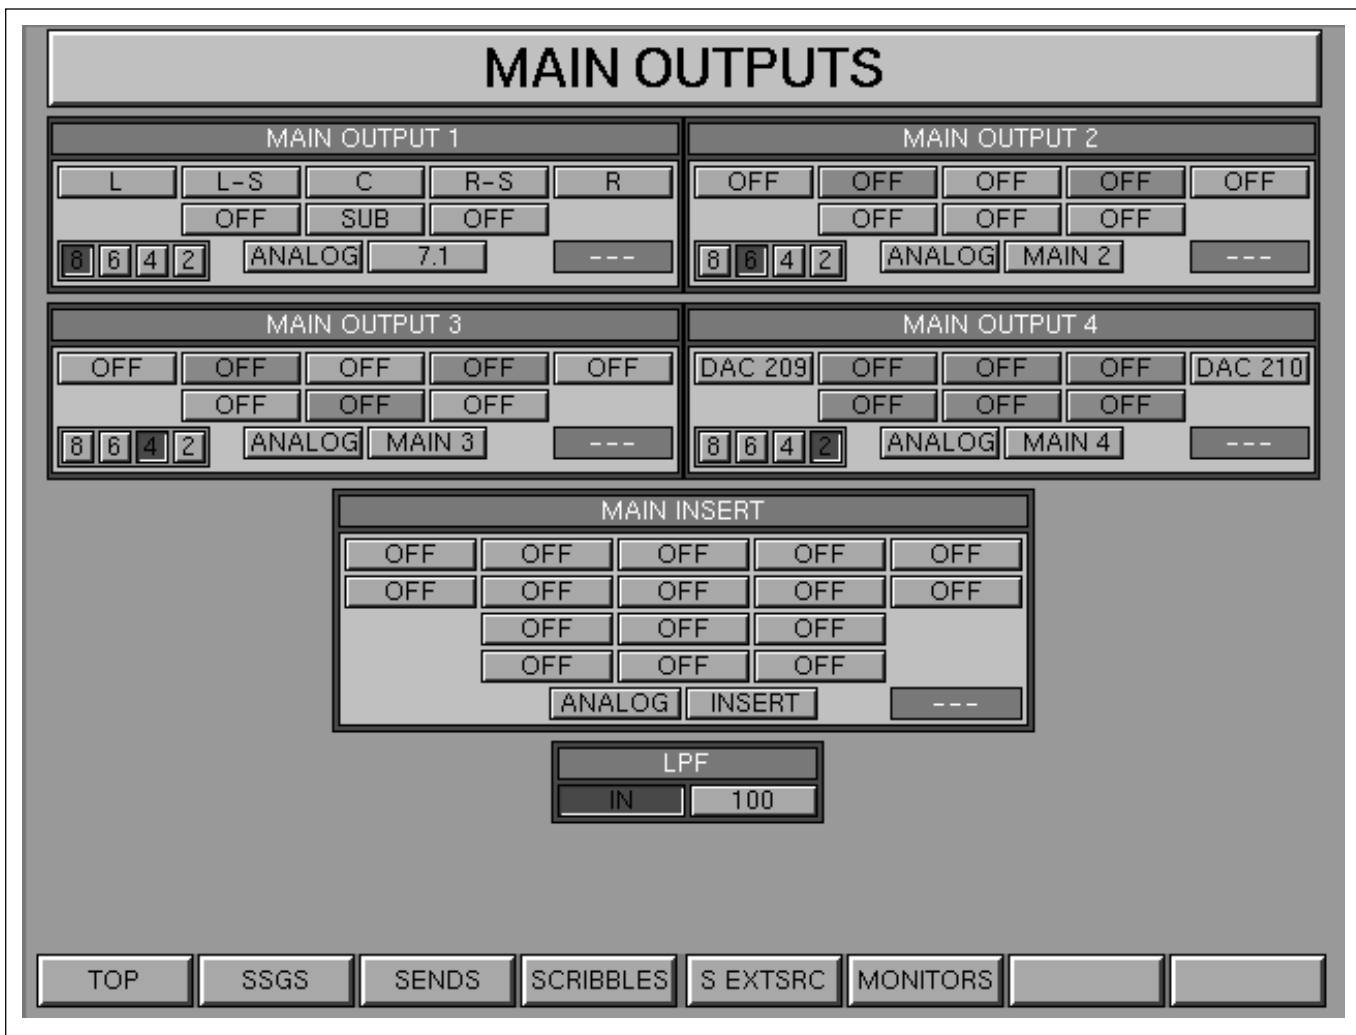 MAIN OUTPUTS
MAIN OUTPUT 1
L L-S C R-S R
OFF SUB OFF
8 6 4 2 ANALOG 7.1 ---
MAIN OUTPUT 2
OFF OFF OFF OFF OFF
OFF OFF OFF
8 6 4 2 ANALOG MAIN 2 ---
MAIN OUTPUT 3
OFF OFF OFF OFF OFF
OFF OFF OFF
8 6 4 2 ANALOG MAIN 3 ---
MAIN OUTPUT 4
DAC 209 OFF OFF OFF DAC 210
OFF OFF OFF
8 6 4 2 ANALOG MAIN 4 ---
MAIN INSERT
OFF OFF OFF OFF OFF
OFF OFF OFF OFF OFF
OFF OFF OFF
OFF OFF OFF
ANALOG INSERT ---
LPF
IN 100
TOP SSGS SENDS SCRIBBLES S EXTSRC MONITORS